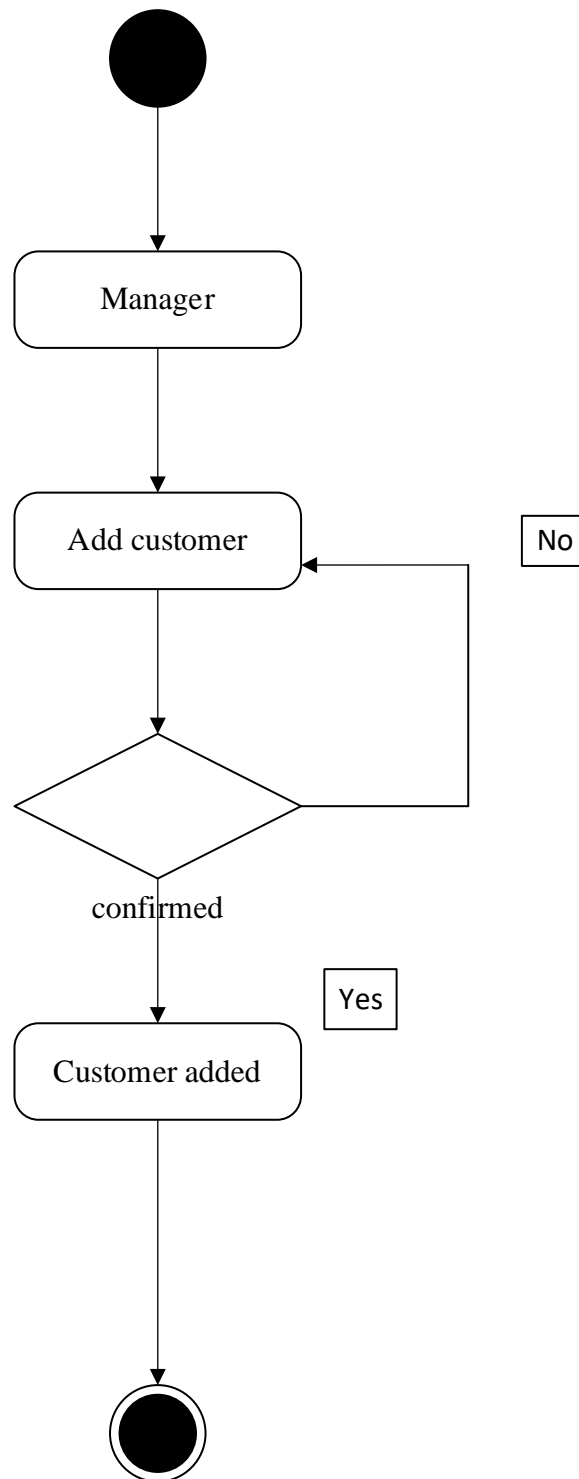 Manager
Add customer
No
confirmed
Yes
Customer added